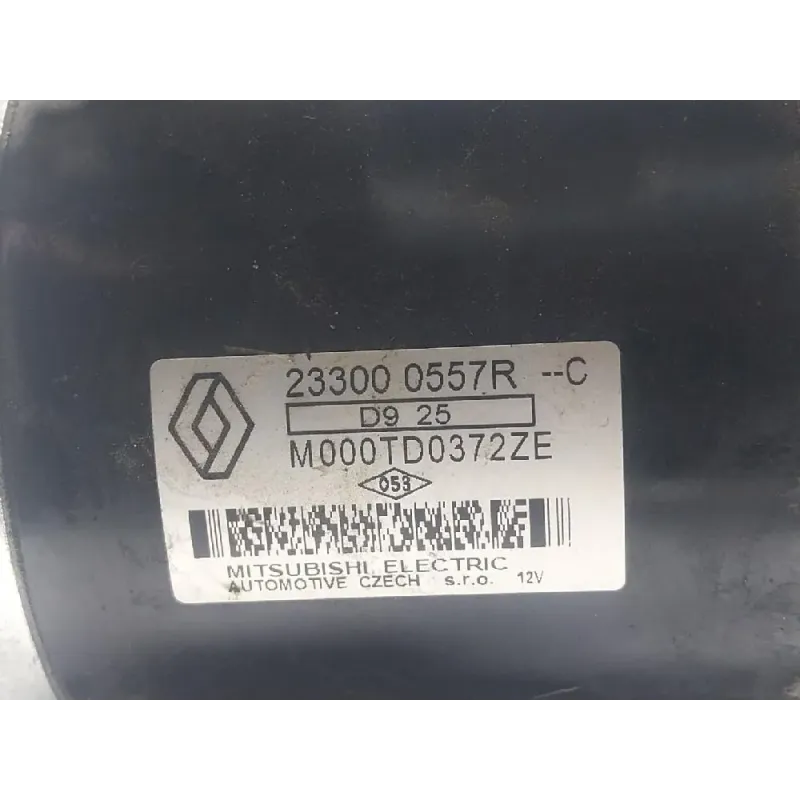 23300 0557R --C
D9 25
M000TD0372ZE
053
MITSUBISHI ELECTRIC
AUTOMOTIVE CZECH s.r.o. 12V